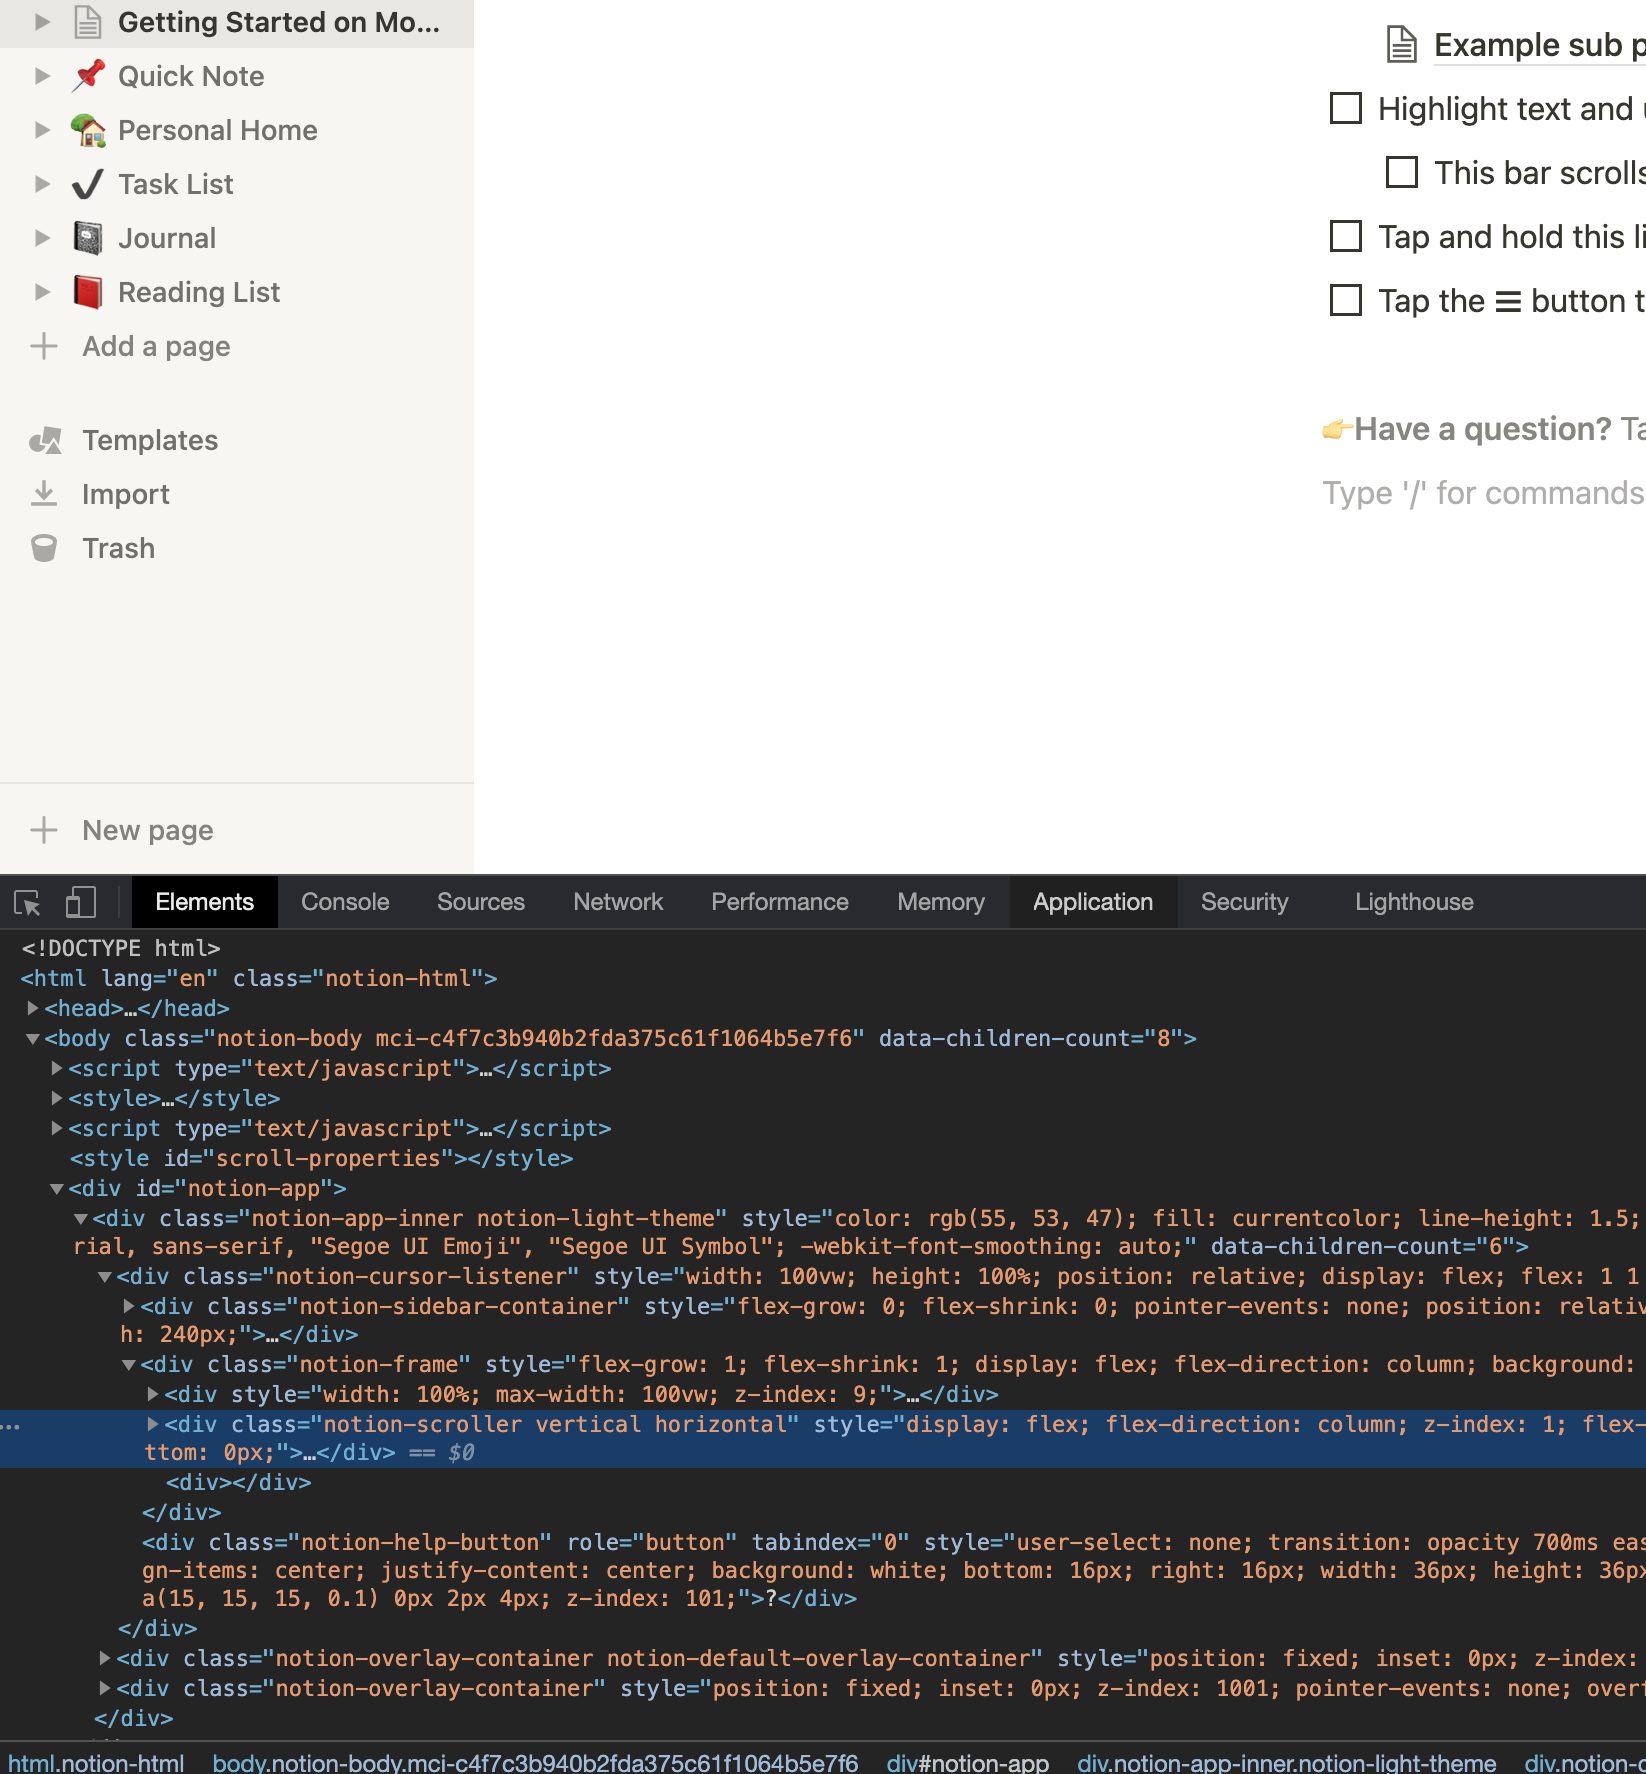 Getting Started on Mo...
Quick Note
Personal Home
Task List
Journal
Reading List
Add a page
Templates
Import
Trash
New page
Example sub p
Highlight text and u
This bar scrolls
Tap and hold this li
Tap the ☰ button t
👉Have a question? Ta
Type '/' for commands
Elements Console Sources Network Performance Memory Application Security Lighthouse
<!DOCTYPE html>
<html lang="en" class="notion-html">
<head>…</head>
<body class="notion-body mci-c4f7c3b940b2fda375c61f1064b5e7f6" data-children-count="8">
<script type="text/javascript">…</script>
<style>…</style>
<script type="text/javascript">…</script>
<style id="scroll-properties"></style>
<div id="notion-app">
<div class="notion-app-inner notion-light-theme" style="color: rgb(55, 53, 47); fill: currentcolor; line-height: 1.5;
rial, sans-serif, "Segoe UI Emoji", "Segoe UI Symbol"; -webkit-font-smoothing: auto;" data-children-count="6">
<div class="notion-cursor-listener" style="width: 100vw; height: 100%; position: relative; display: flex; flex: 1 1
<div class="notion-sidebar-container" style="flex-grow: 0; flex-shrink: 0; pointer-events: none; position: relativ
h: 240px;">…</div>
<div class="notion-frame" style="flex-grow: 1; flex-shrink: 1; display: flex; flex-direction: column; background:
<div style="width: 100%; max-width: 100vw; z-index: 9;">…</div>
<div class="notion-scroller vertical horizontal" style="display: flex; flex-direction: column; z-index: 1; flex-
ttom: 0px;">…</div> == $0
<div></div>
</div>
<div class="notion-help-button" role="button" tabindex="0" style="user-select: none; transition: opacity 700ms eas
gn-items: center; justify-content: center; background: white; bottom: 16px; right: 16px; width: 36px; height: 36px
a(15, 15, 15, 0.1) 0px 2px 4px; z-index: 101;">?</div>
</div>
<div class="notion-overlay-container notion-default-overlay-container" style="position: fixed; inset: 0px; z-index:
<div class="notion-overlay-container" style="position: fixed; inset: 0px; z-index: 1001; pointer-events: none; overf
</div>
html.notion-html body.notion-body.mci-c4f7c3b940b2fda375c61f1064b5e7f6 div#notion-app div.notion-app-inner.notion-light-theme div.notion-c